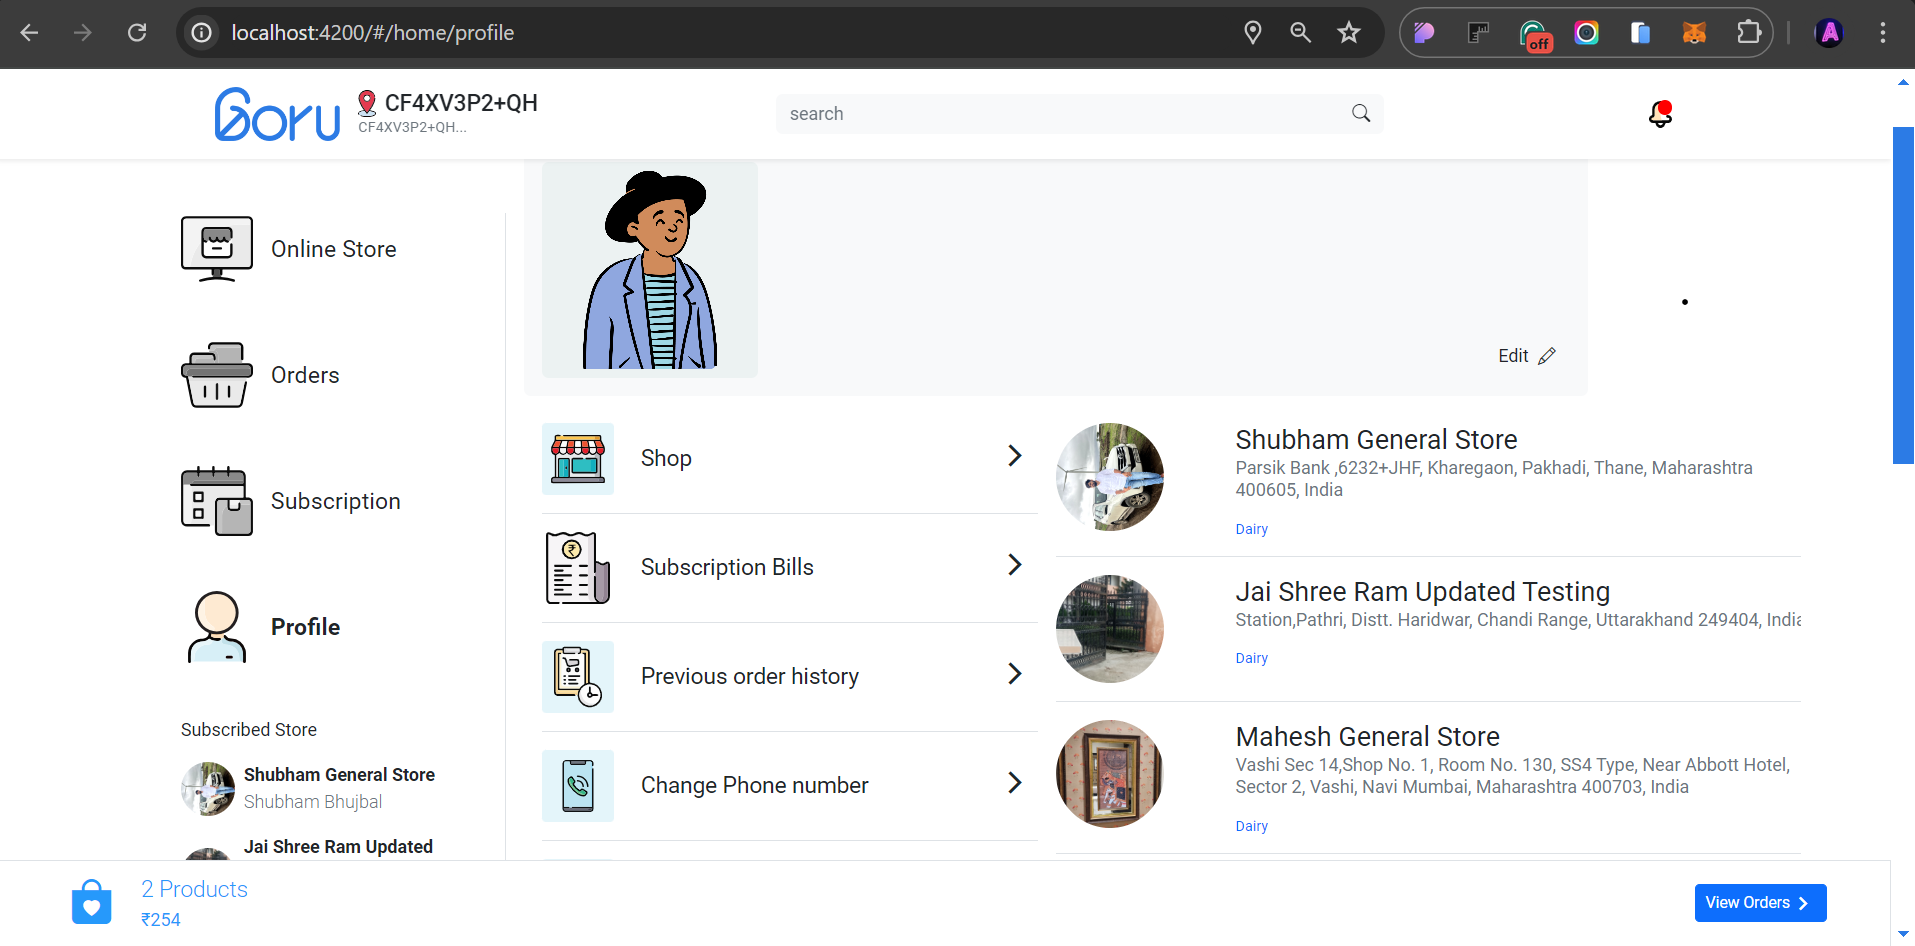 localhost:4200/#/home/profile
off
A
Goru
CF4XV3P2+QH
CF4XV3P2+QH...
search
Online Store
Orders
Subscription
Profile
Subscribed Store
Shubham General Store
Shubham Bhujbal
Jai Shree Ram Updated
Edit
Shop
Subscription Bills
Previous order history
Change Phone number
Shubham General Store
Parsik Bank ,6232+JHF, Kharegaon, Pakhadi, Thane, Maharashtra
400605, India
Dairy
Jai Shree Ram Updated Testing
Station,Pathri, Distt. Haridwar, Chandi Range, Uttarakhand 249404, India
Dairy
Mahesh General Store
Vashi Sec 14,Shop No. 1, Room No. 130, SS4 Type, Near Abbott Hotel,
Sector 2, Vashi, Navi Mumbai, Maharashtra 400703, India
Dairy
2 Products
₹254
View Orders